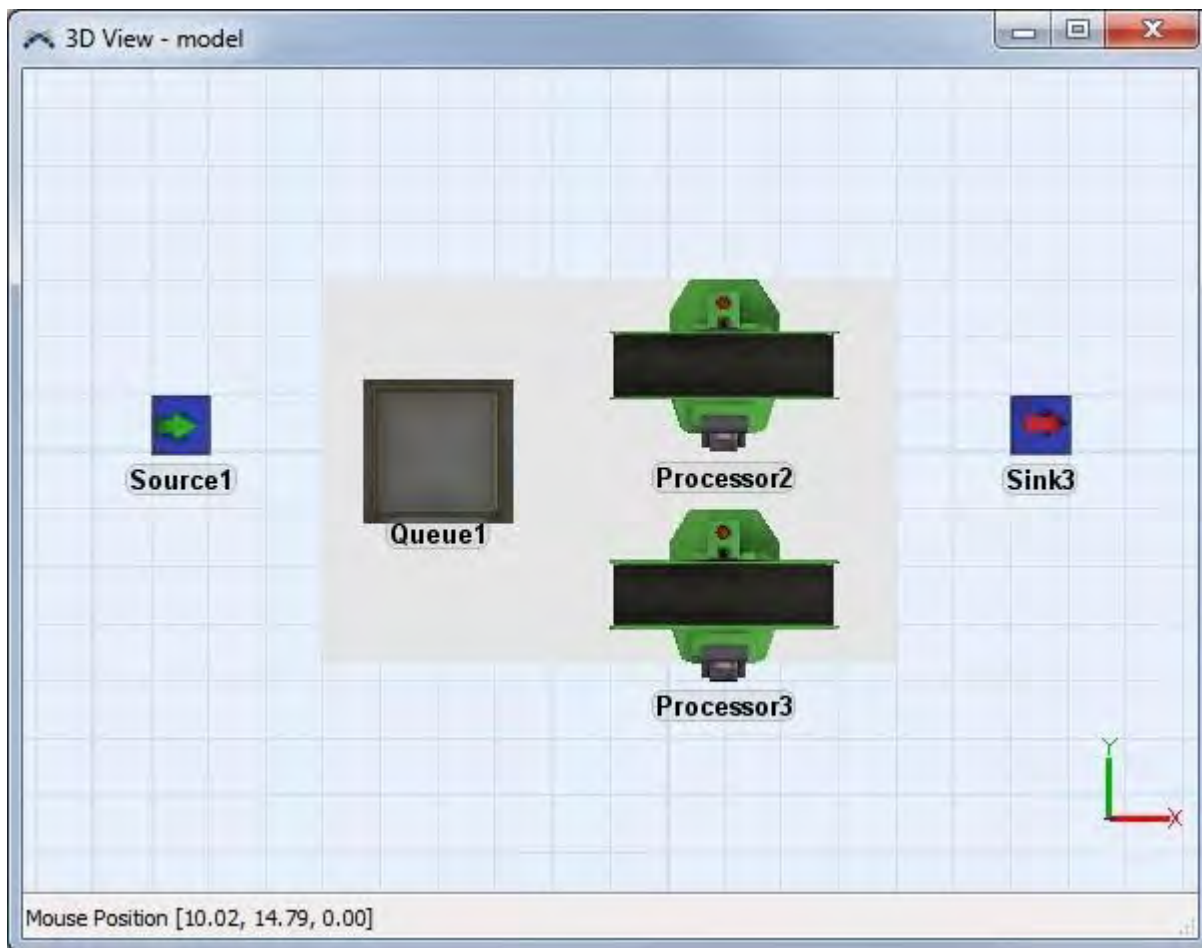 3D View - model
Source1
Queue1
Processor2
Sink3
Processor3
Y
X
Mouse Position [10.02, 14.79, 0.00]